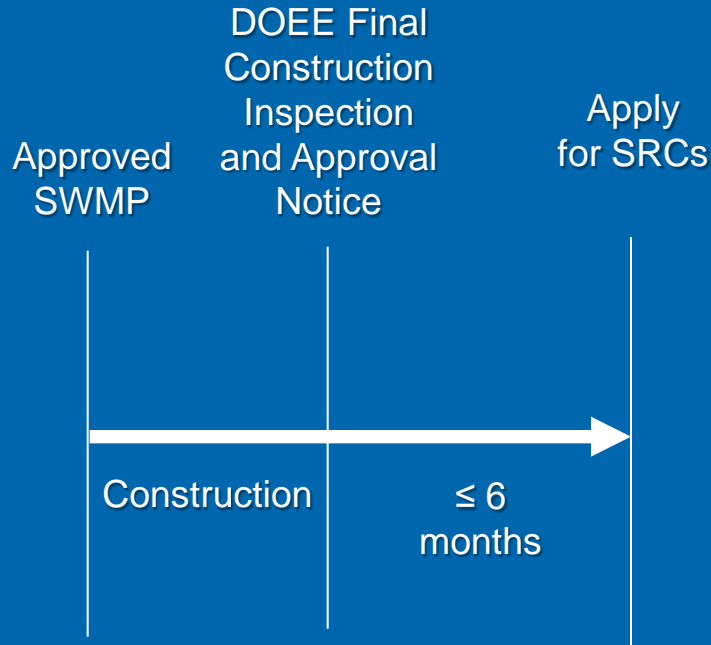 Approved
SWMP
DOEE Final
Construction
Inspection
and Approval
Notice
Apply
for SRCs
Construction
≤ 6
months